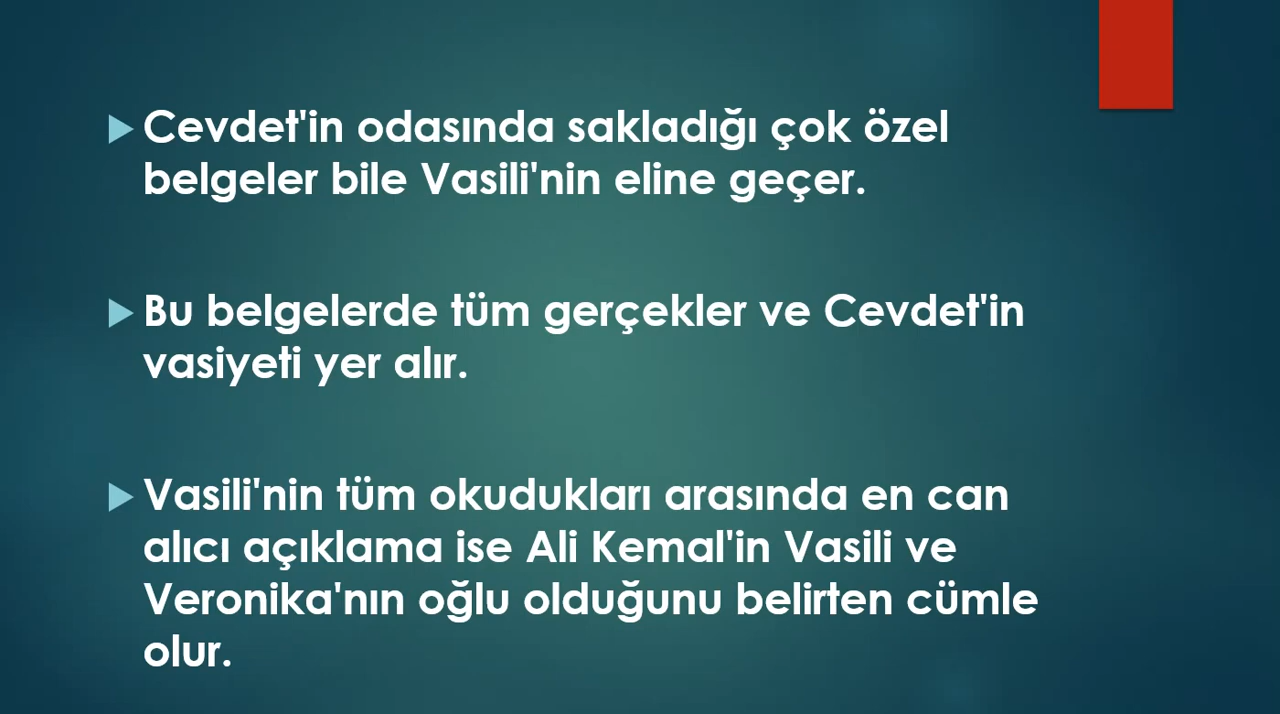 Cevdet'in odasında sakladığı çok özel
belgeler bile Vasili'nin eline geçer.
Bu belgelerde tüm gerçekler ve Cevdet'in
vasiyeti yer alır.
Vasili'nin tüm okudukları arasında en can
alıcı açıklama ise Ali Kemal'in Vasili ve
Veronika'nın oğlu olduğunu belirten cümle
olur.